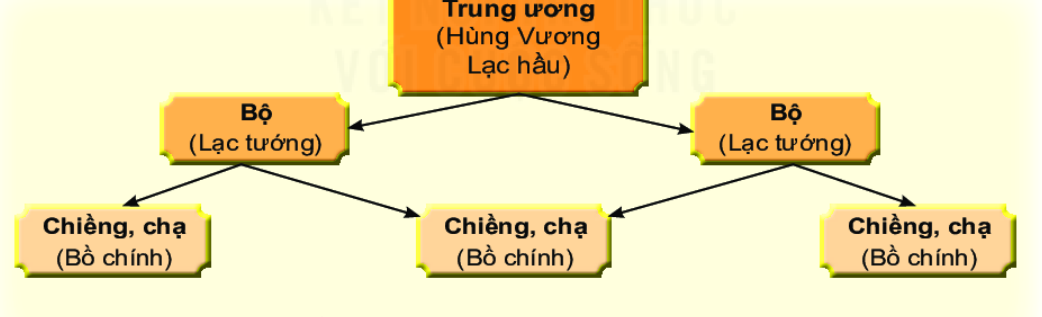 Trung ương
(Hùng Vương
Lạc hầu)
Bộ
(Lạc tướng)
Bộ
(Lạc tướng)
Chiềng, chạ
(Bồ chính)
Chiềng, chạ
(Bồ chính)
Chiềng, chạ
(Bồ chính)